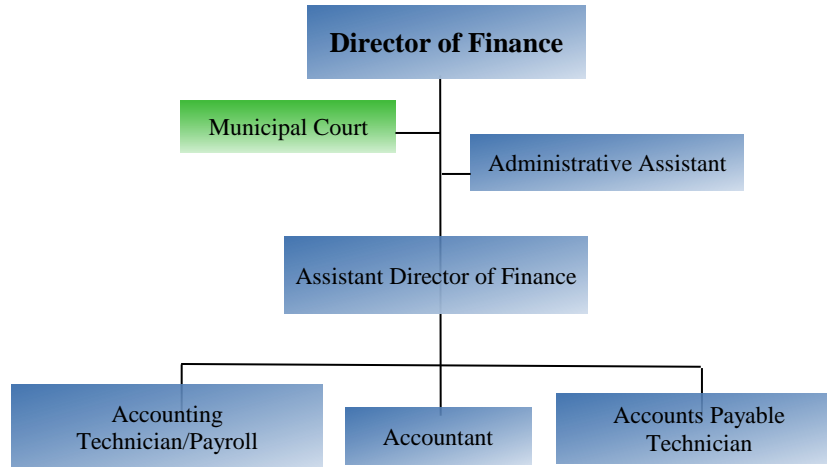 Director of Finance
Municipal Court
Administrative Assistant
Assistant Director of Finance
Accounting
Technician/Payroll
Accountant
Accounts Payable
Technician